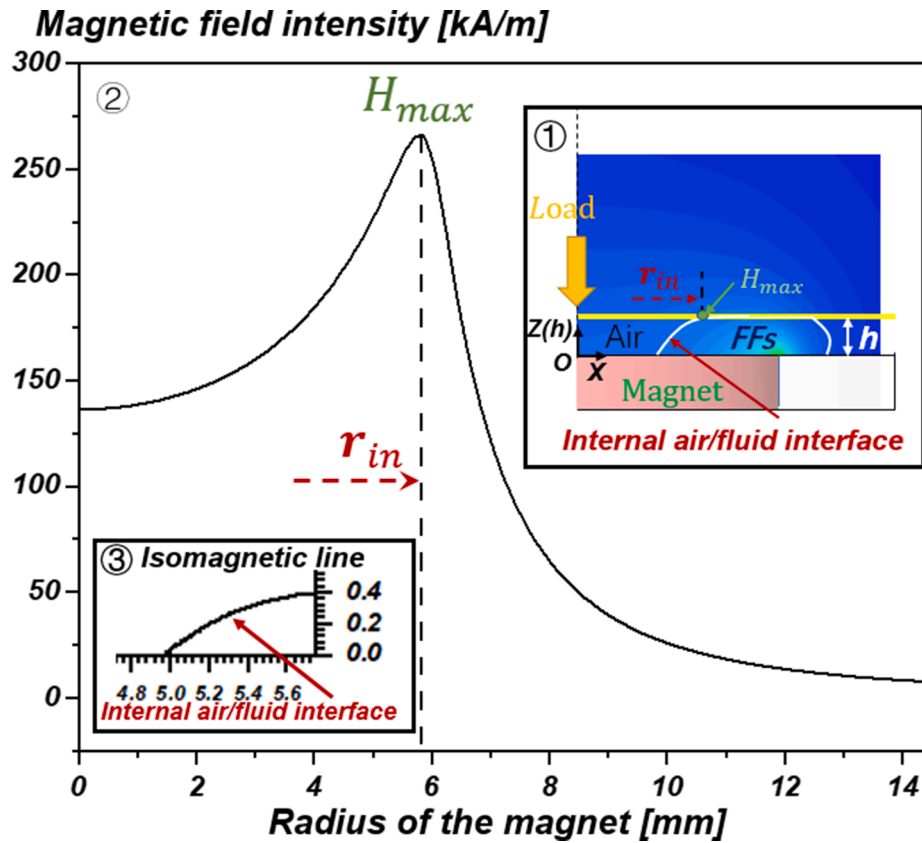 Magnetic field intensity [kA/m]
300
250
200
150
100
50
0
②
H_max
r_in
①
Load
r_in
H_max
Z(h)
Air
FFs
h
O
X
Magnet
Internal air/fluid interface
③ Isomagnetic line
0.4
0.2
0.0
4.8 5.0 5.2 5.4 5.6
Internal air/fluid interface
0 2 4 6 8 10 12 14
Radius of the magnet [mm]